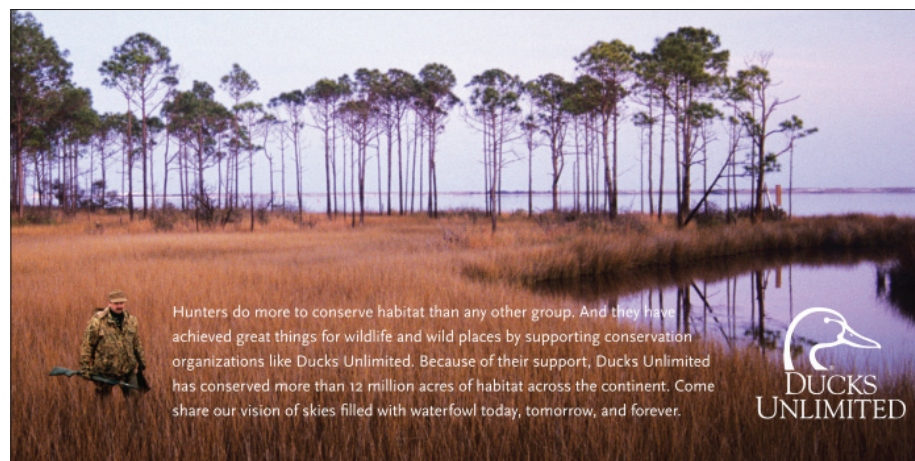 Hunters do more to conserve habitat than any other group. And they have
achieved great things for wildlife and wild places by supporting conservation
organizations like Ducks Unlimited. Because of their support, Ducks Unlimited
has conserved more than 12 million acres of habitat across the continent. Come
share our vision of skies filled with waterfowl today, tomorrow, and forever.
DUCKS
UNLIMITED